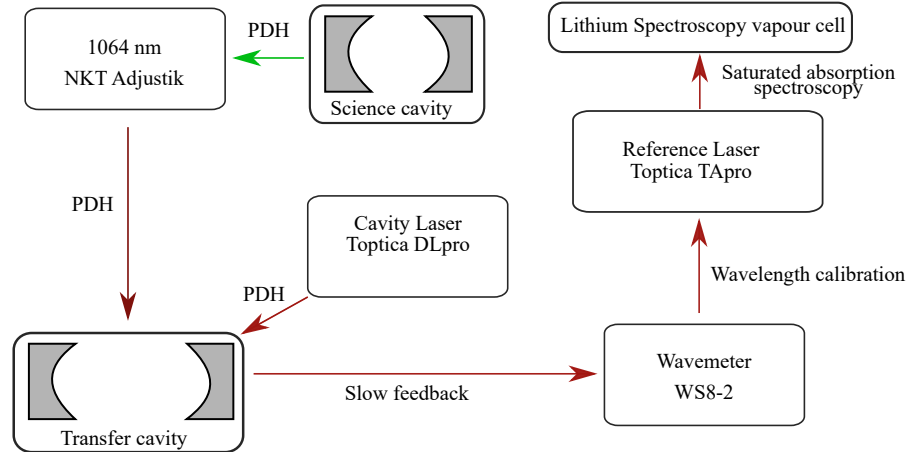 1064 nm
NKT Adjustik
PDH
Science cavity
Lithium Spectroscopy vapour cell
Saturated absorption
spectroscopy
Reference Laser
Toptica TApro
PDH
Cavity Laser
Toptica DLpro
PDH
Wavelength calibration
Transfer cavity
Slow feedback
Wavemeter
WS8-2